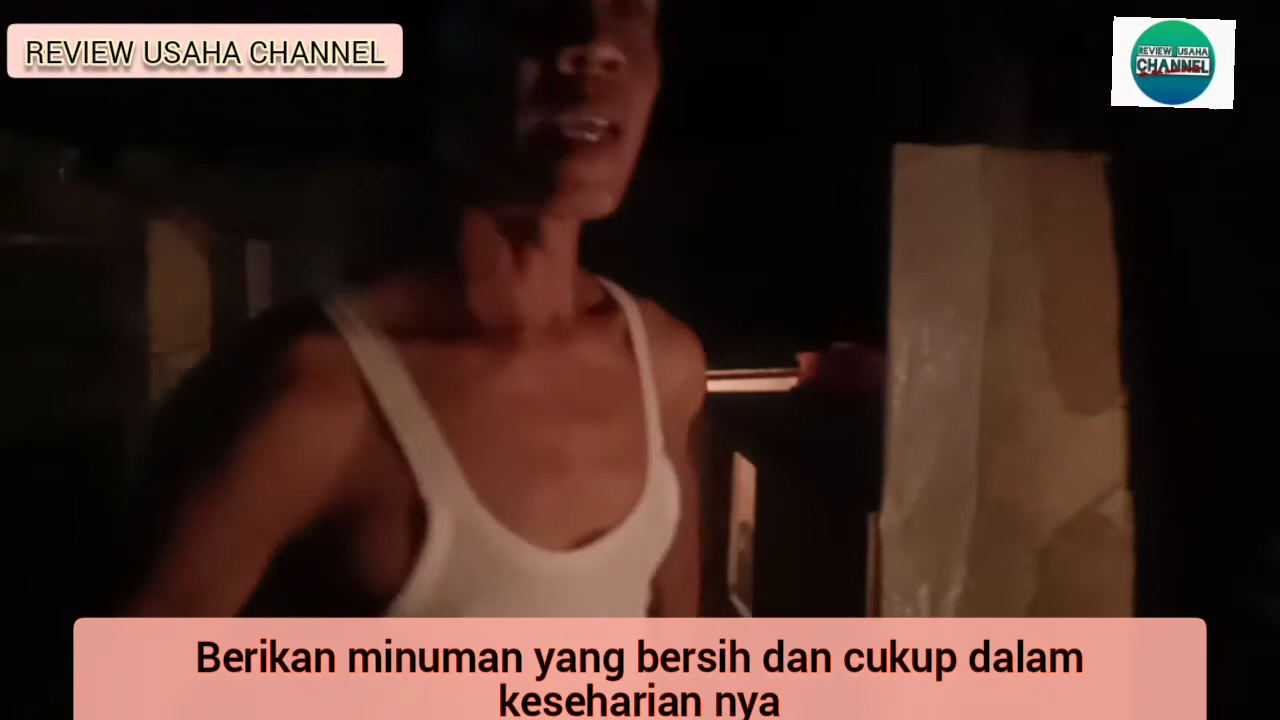 REVIEW USAHA CHANNEL
REVIEW USAHA
CHANNEL
Berikan minuman yang bersih dan cukup dalam
keseharian nya